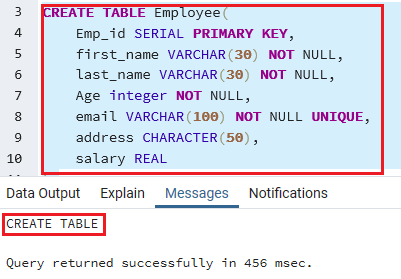 3 CREATE TABLE Employee(
4 Emp_id SERIAL PRIMARY KEY,
5 first_name VARCHAR(30) NOT NULL,
6 last_name VARCHAR(30) NOT NULL,
7 Age integer NOT NULL,
8 email VARCHAR(100) NOT NULL UNIQUE,
9 address CHARACTER(50),
10 salary REAL
Data Output Explain Messages Notifications
CREATE TABLE
Query returned successfully in 456 msec.